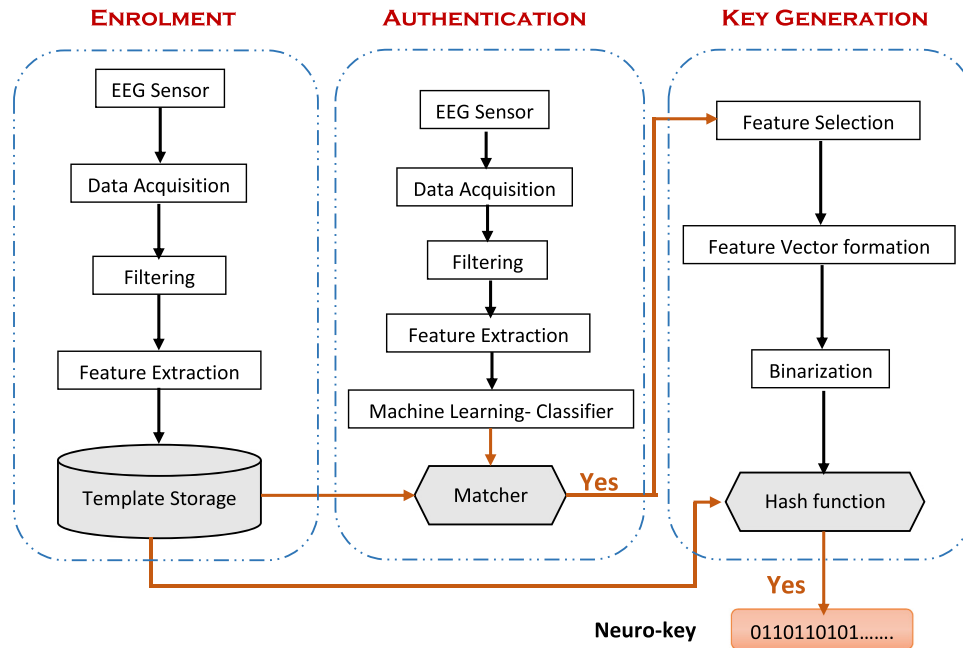 ENROLMENT
EEG Sensor
Data Acquisition
Filtering
Feature Extraction
Template Storage
AUTHENTICATION
EEG Sensor
Data Acquisition
Filtering
Feature Extraction
Machine Learning- Classifier
Matcher
Yes
KEY GENERATION
Feature Selection
Feature Vector formation
Binarization
Hash function
Yes
Neuro-key
0110110101.......